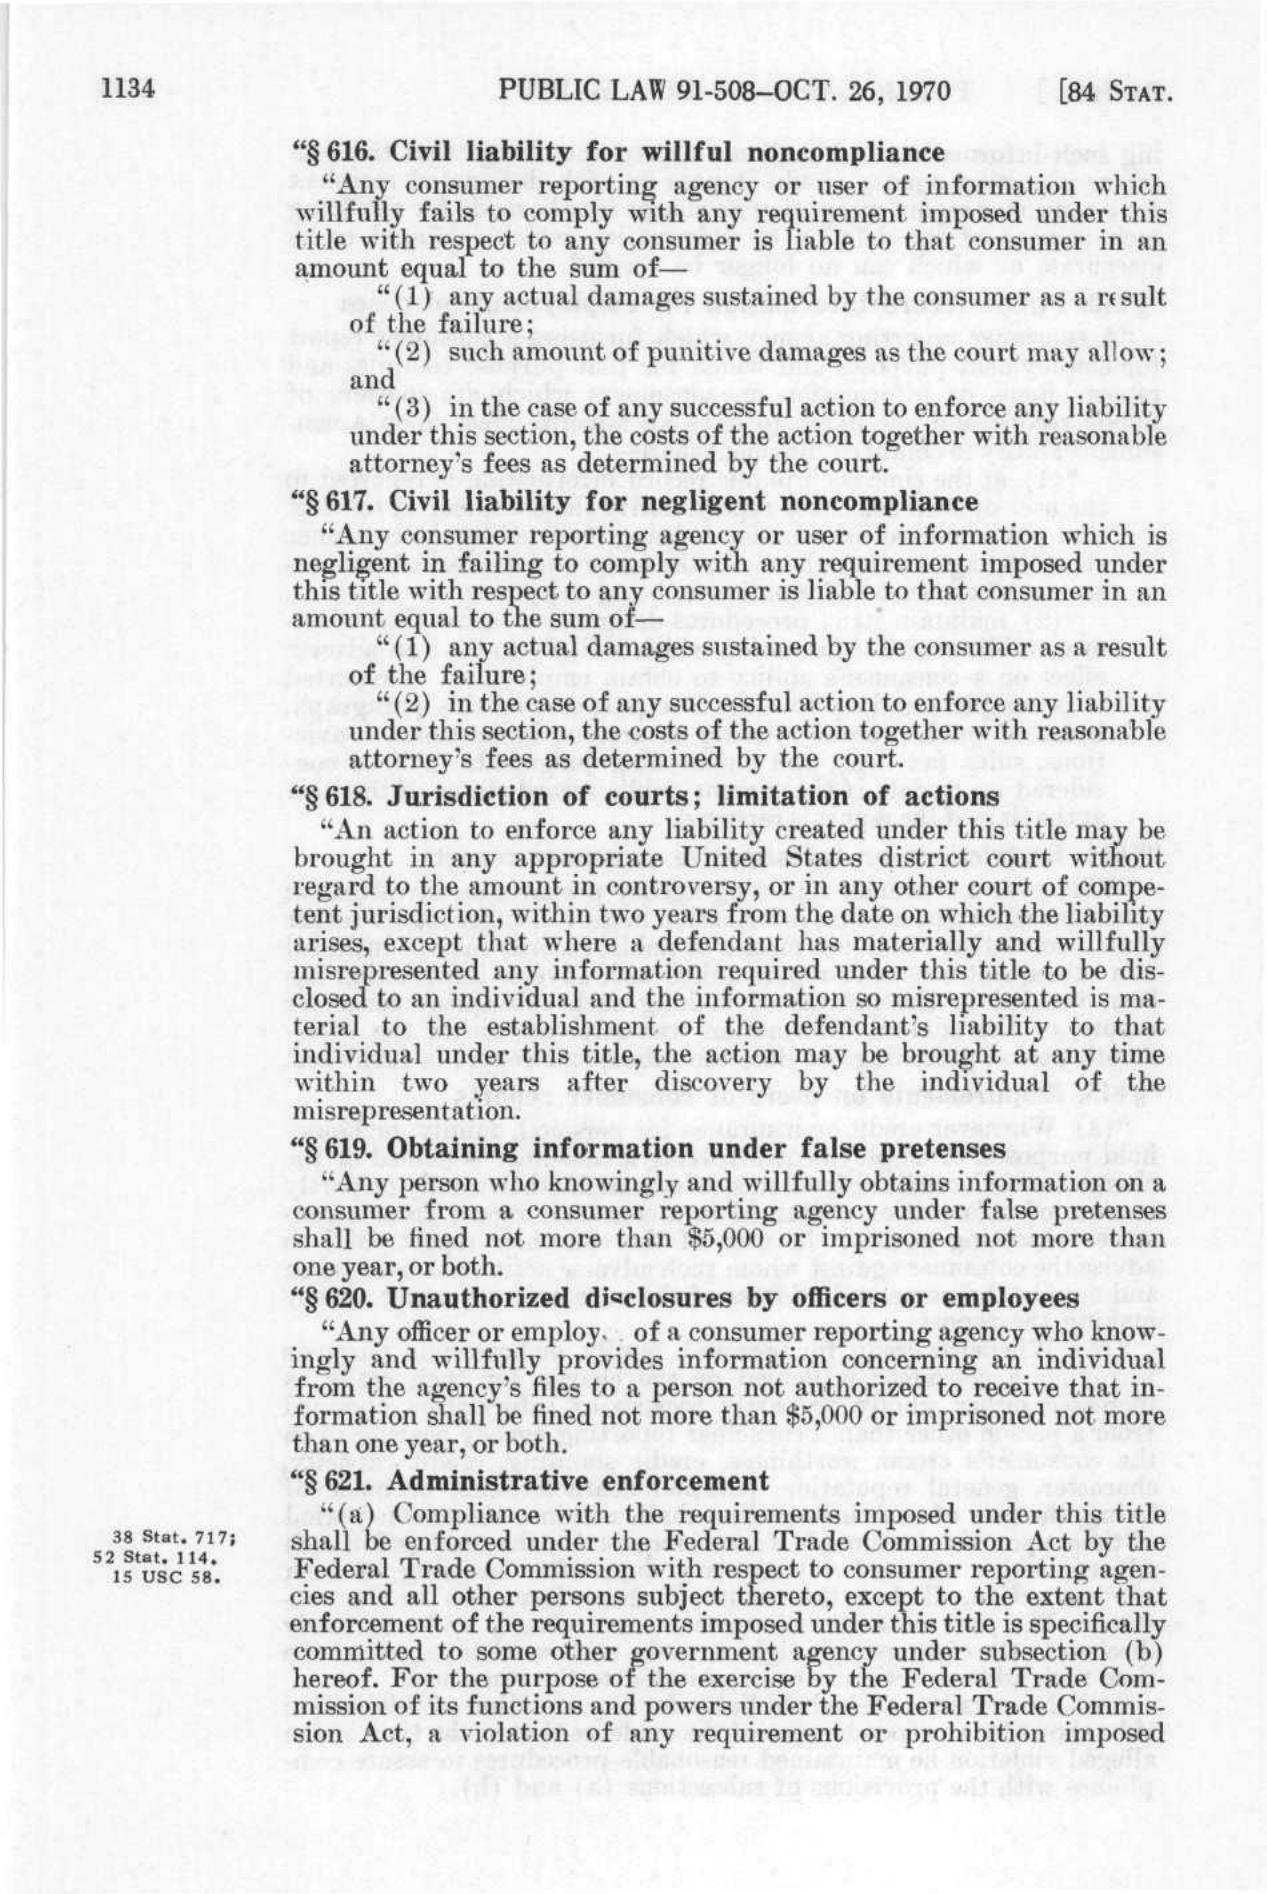 1134
PUBLIC LAW 91-508–OCT. 26, 1970
[84 STAT.
“§ 616. Civil liability for willful noncompliance
“Any consumer reporting agency or user of information which
willfully fails to comply with any requirement imposed under this
title with respect to any consumer is liable to that consumer in an
amount equal to the sum of—
“(1) any actual damages sustained by the consumer as a result
of the failure;
“(2) such amount of punitive damages as the court may allow;
and
“(3) in the case of any successful action to enforce any liability
under this section, the costs of the action together with reasonable
attorney's fees as determined by the court.
“§ 617. Civil liability for negligent noncompliance
“Any consumer reporting agency or user of information which is
negligent in failing to comply with any requirement imposed under
this title with respect to any consumer is liable to that consumer in an
amount equal to the sum of—
“(1) any actual damages sustained by the consumer as a result
of the failure;
“(2) in the case of any successful action to enforce any liability
under this section, the costs of the action together with reasonable
attorney's fees as determined by the court.
“§ 618. Jurisdiction of courts; limitation of actions
“An action to enforce any liability created under this title may be
brought in any appropriate United States district court without
regard to the amount in controversy, or in any other court of compe-
tent jurisdiction, within two years from the date on which the liability
arises, except that where a defendant has materially and willfully
misrepresented any information required under this title to be dis-
closed to an individual and the information so misrepresented is ma-
terial to the establishment of the defendant's liability to that
individual under this title, the action may be brought at any time
within two years after discovery by the individual of the
misrepresentation.
“§ 619. Obtaining information under false pretenses
“Any person who knowingly and willfully obtains information on a
consumer from a consumer reporting agency under false pretenses
shall be fined not more than $5,000 or imprisoned not more than
one year, or both.
“§ 620. Unauthorized disclosures by officers or employees
“Any officer or employ of a consumer reporting agency who know-
ingly and willfully provides information concerning an individual
from the agency's files to a person not authorized to receive that in-
formation shall be fined not more than $5,000 or imprisoned not more
than one year, or both.
“§ 621. Administrative enforcement
“(a) Compliance with the requirements imposed under this title
shall be enforced under the Federal Trade Commission Act by the
Federal Trade Commission with respect to consumer reporting agen-
cies and all other persons subject thereto, except to the extent that
enforcement of the requirements imposed under this title is specifically
committed to some other government agency under subsection (b)
hereof. For the purpose of the exercise by the Federal Trade Com-
mission of its functions and powers under the Federal Trade Commis-
sion Act, a violation of any requirement or prohibition imposed
38 Stat. 717;
52 Stat. 114.
15 USC 58.